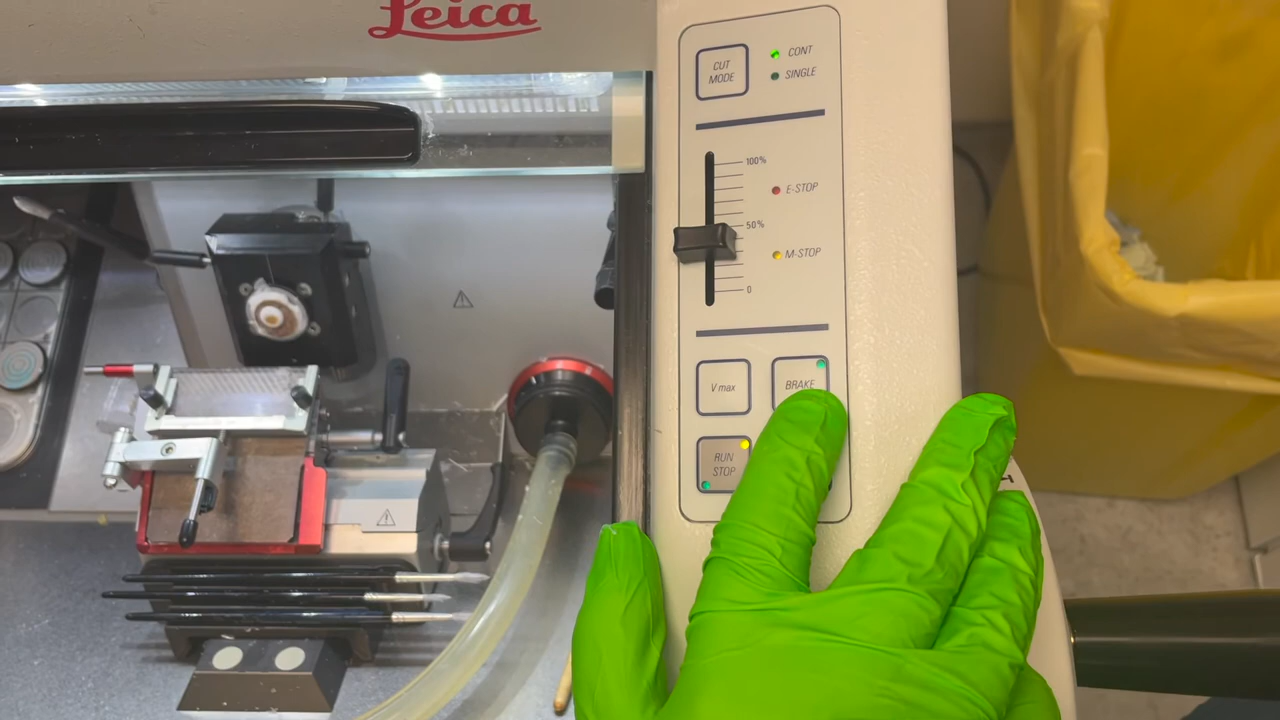 Leica
CUT
MODE
CONT
SINGLE
100%
E-STOP
50%
M-STOP
0
V max
BRAKE
RUN
STOP